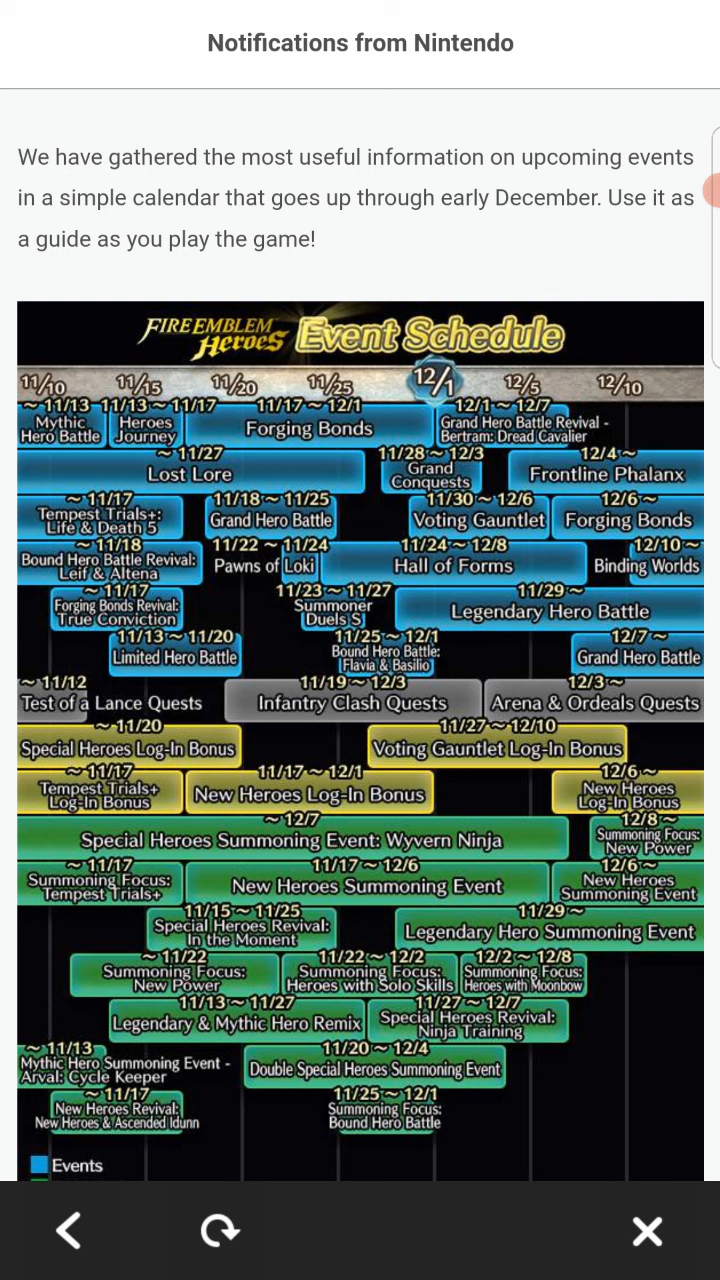 Notifications from Nintendo
We have gathered the most useful information on upcoming events
in a simple calendar that goes up through early December. Use it as
a guide as you play the game!
FIRE EMBLEM
Heroes
Event Schedule
11/10 11/15 11/20 11/25 12/1 12/5 12/10
~ 11/13 11/13 ~ 11/17 11/17 ~ 12/1 12/1 ~ 12/7
Mythic
Hero Battle
Heroes
Journey
Forging Bonds
Grand Hero Battle Revival -
Bertram: Dread Cavalier
~ 11/27 11/28 ~ 12/3 12/4 ~
Lost Lore
Grand
Conquests
Frontline Phalanx
~ 11/17 11/18 ~ 11/25 11/30 ~ 12/6 12/6 ~
Tempest Trials+:
Life & Death 5
Grand Hero Battle
Voting Gauntlet
Forging Bonds
~ 11/18 11/22 ~ 11/24 11/24 ~ 12/8 12/10 ~
Bound Hero Battle Revival:
Leif & Altena
Pawns of Loki
Hall of Forms
Binding Worlds
~ 11/17 11/23 ~ 11/27 11/29 ~
Forging Bonds Revival:
True Conviction
Summoner
Duels S
Legendary Hero Battle
11/13 ~ 11/20 11/25 ~ 12/1 12/7 ~
Limited Hero Battle
Bound Hero Battle:
Flavia & Basilio
Grand Hero Battle
~ 11/12 11/19 ~ 12/3 12/3 ~
Test of a Lance Quests
Infantry Clash Quests
Arena & Ordeals Quests
~ 11/20 11/27 ~ 12/10
Special Heroes Log-In Bonus
Voting Gauntlet Log-In Bonus
~ 11/17 11/17 ~ 12/1 12/6 ~
Tempest Trials+
Log-In Bonus
New Heroes Log-In Bonus
New Heroes
Log-In Bonus
~ 12/7 12/8 ~
Special Heroes Summoning Event: Wyvern Ninja
Summoning Focus:
New Power
~ 11/17 11/17 ~ 12/6 12/6 ~
Summoning Focus:
Tempest Trials+
New Heroes Summoning Event
New Heroes
Summoning Event
11/15 ~ 11/25 11/29 ~
Special Heroes Revival:
In the Moment
Legendary Hero Summoning Event
~ 11/22 11/22 ~ 12/2 12/2 ~ 12/8
Summoning Focus:
New Power
Summoning Focus:
Heroes with Solo Skills
Summoning Focus:
Heroes with Moonbow
11/13 ~ 11/27 11/27 ~ 12/7
Legendary & Mythic Hero Remix
Special Heroes Revival:
Ninja Training
~ 11/13 11/20 ~ 12/4
Mythic Hero Summoning Event -
Arval: Cycle Keeper
Double Special Heroes Summoning Event
~ 11/17 11/25 ~ 12/1
New Heroes Revival:
New Heroes & Ascended Idunn
Summoning Focus:
Bound Hero Battle
Events